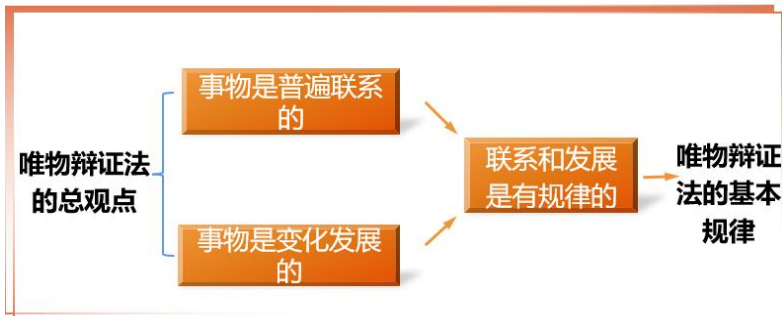 唯物辩证法
的总观点
事物是普遍联系
的
事物是变化发展
的
联系和发展
是有规律的
唯物辩证
法的基本
规律